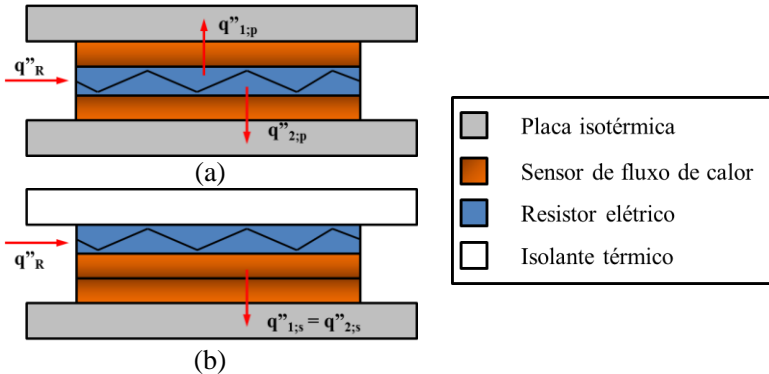 q”1;p
q”R
q”2;p
(a)
q”R
q”1;s = q”2;s
(b)
Placa isotérmica
Sensor de fluxo de calor
Resistor elétrico
Isolante térmico